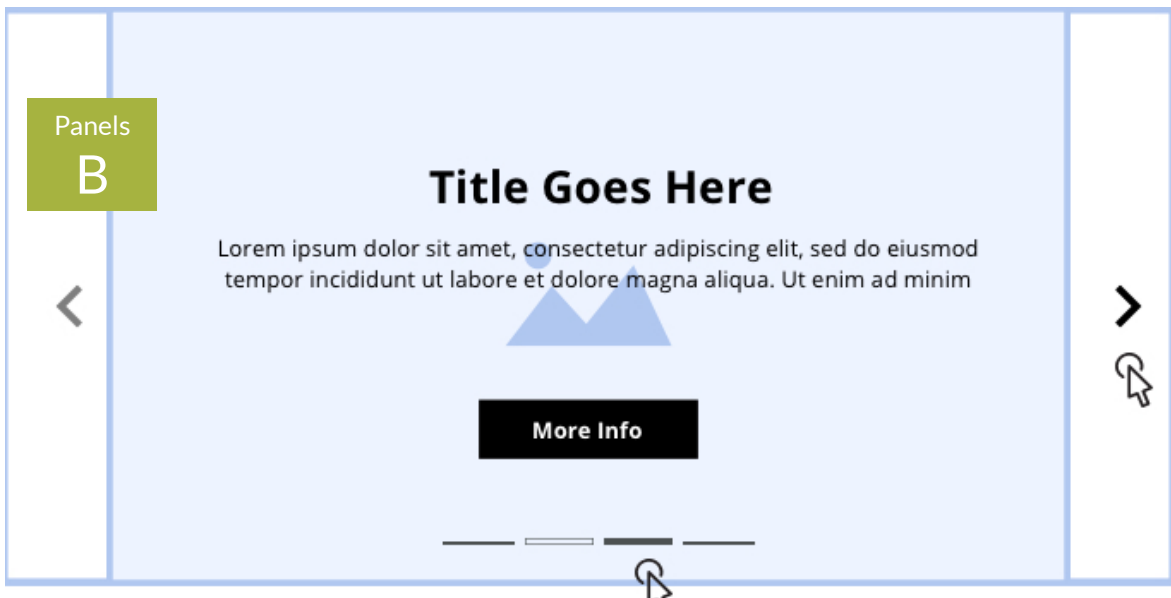 Panels
B
Title Goes Here
Lorem ipsum dolor sit amet, consectetur adipiscing elit, sed do eiusmod
tempor incididunt ut labore et dolore magna aliqua. Ut enim ad minim
More Info